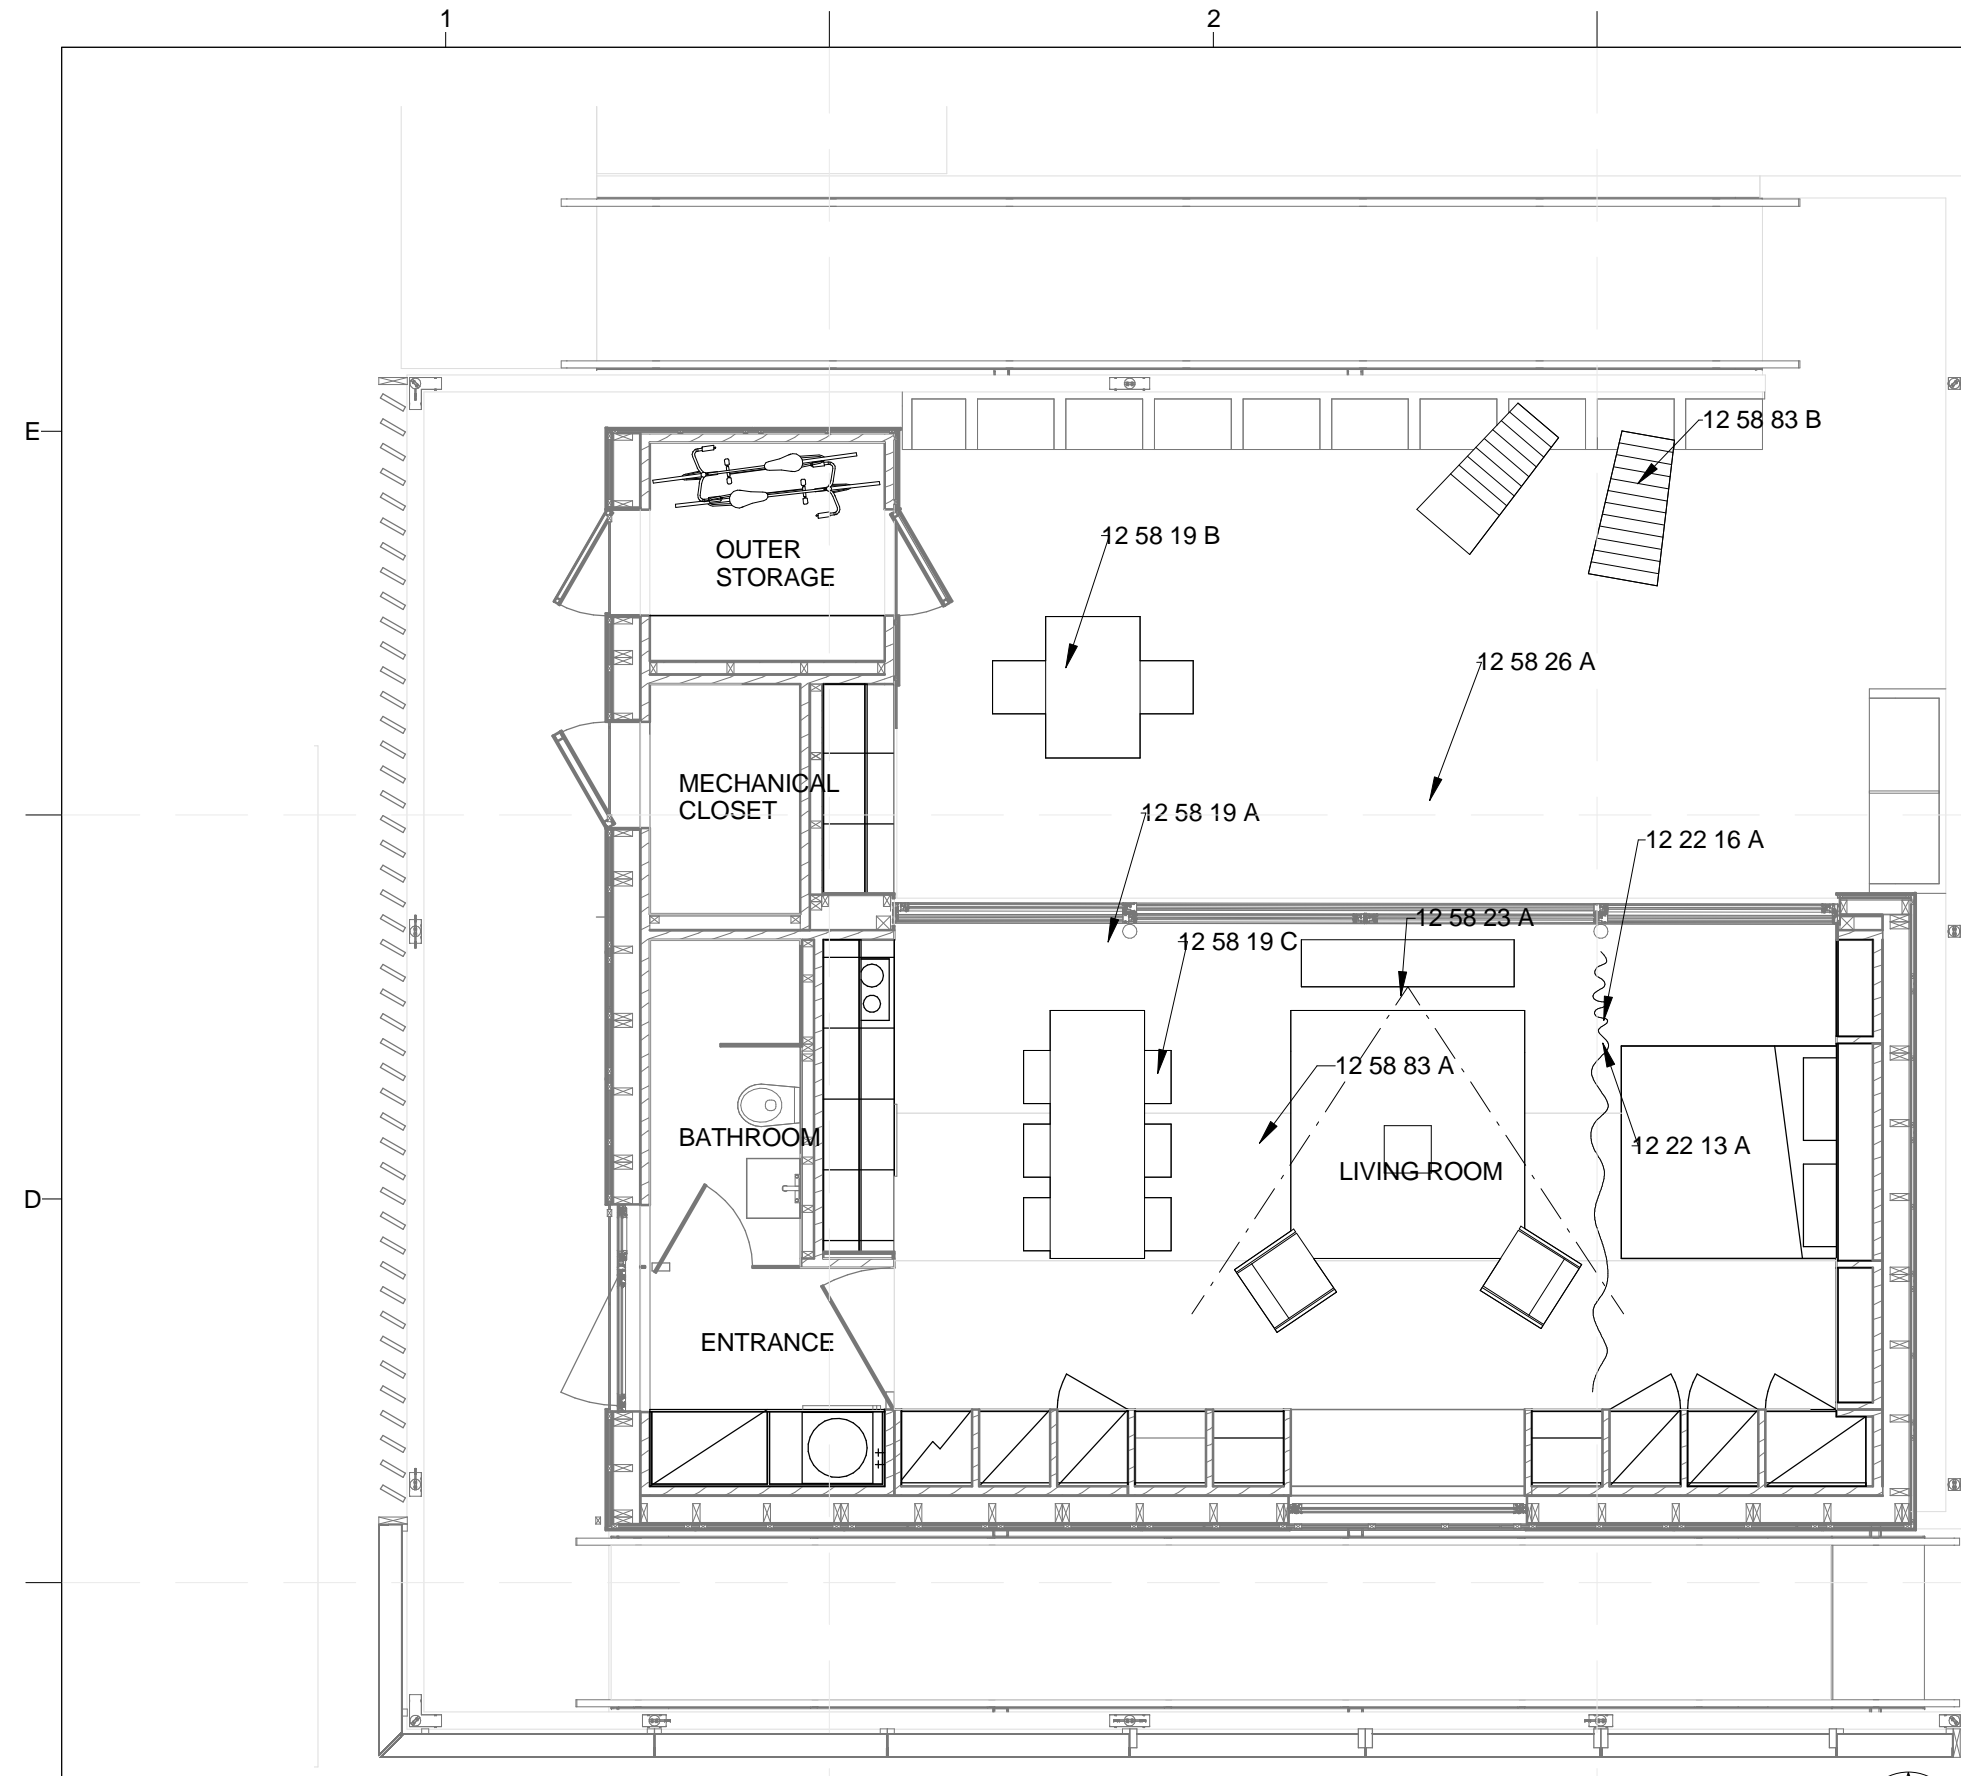 1
2
E
12 58 83 B
12 58 19 B
OUTER
STORAGE
12 58 26 A
MECHANICAL
CLOSET
12 58 19 A
12 22 16 A
12 58 23 A
12 58 19 C
12 58 83 A
BATHROOM
12 22 13 A
LIVING ROOM
D
ENTRANCE